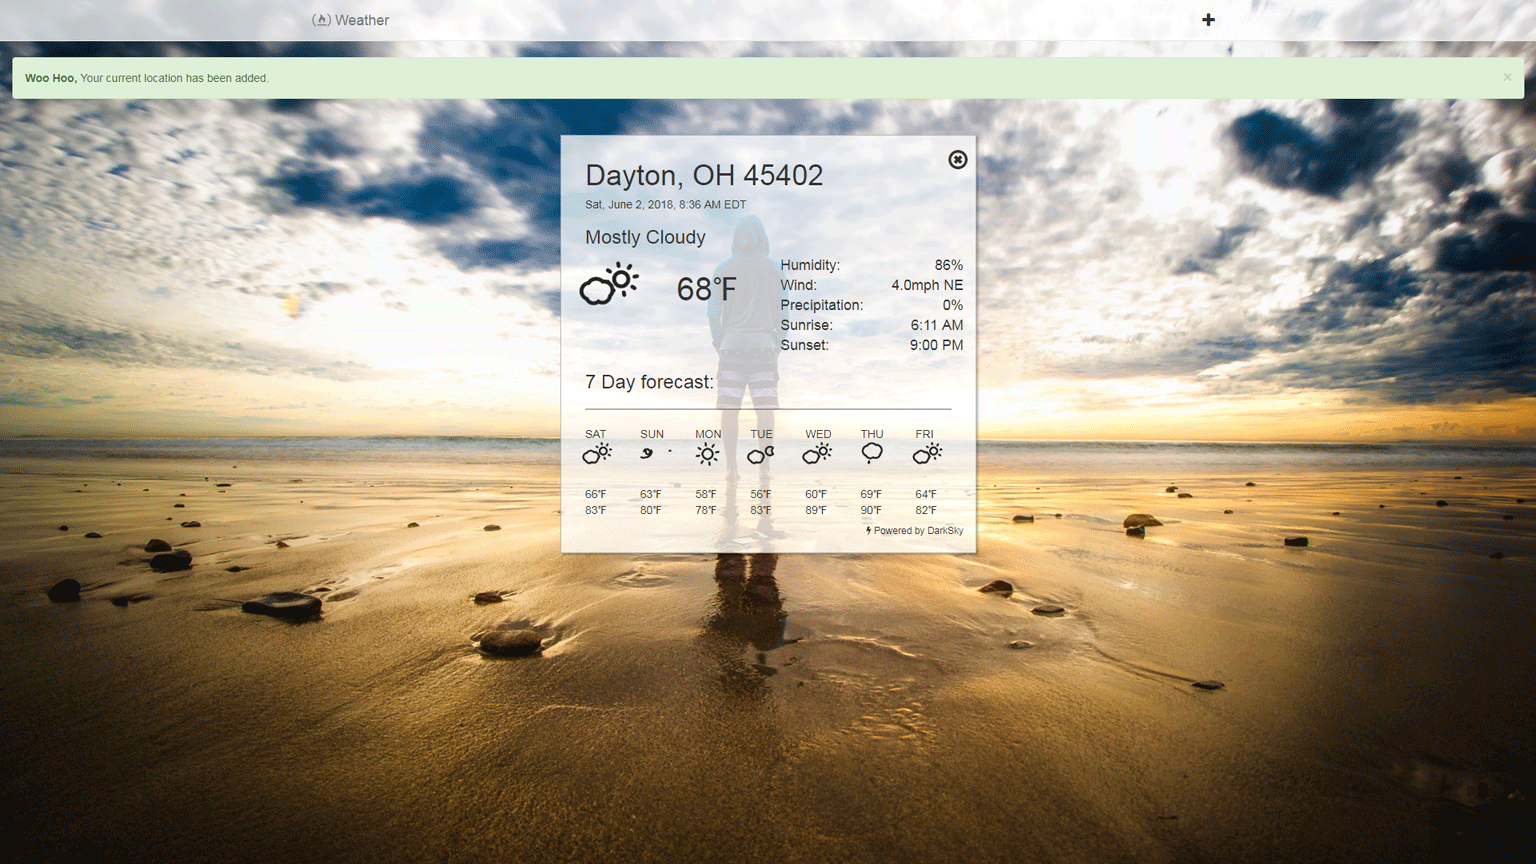 Weather
Woo Hoo, Your current location has been added.
Dayton, OH 45402
Sat, June 2, 2018, 8:36 AM EDT
Mostly Cloudy
68°F
Humidity: 86%
Wind: 4.0mph NE
Precipitation: 0%
Sunrise: 6:11 AM
Sunset: 9:00 PM
7 Day forecast:
SAT SUN MON TUE WED THU FRI
66°F 63°F 58°F 56°F 60°F 69°F 64°F
83°F 80°F 78°F 83°F 89°F 90°F 82°F
Powered by DarkSky